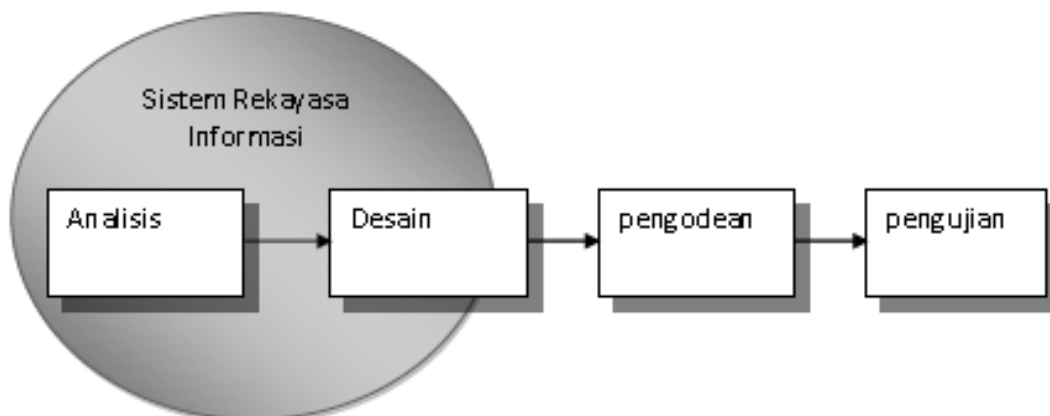 Sistem Rekayasa
Informasi
Analisis
Desain
pengodean
pengujian